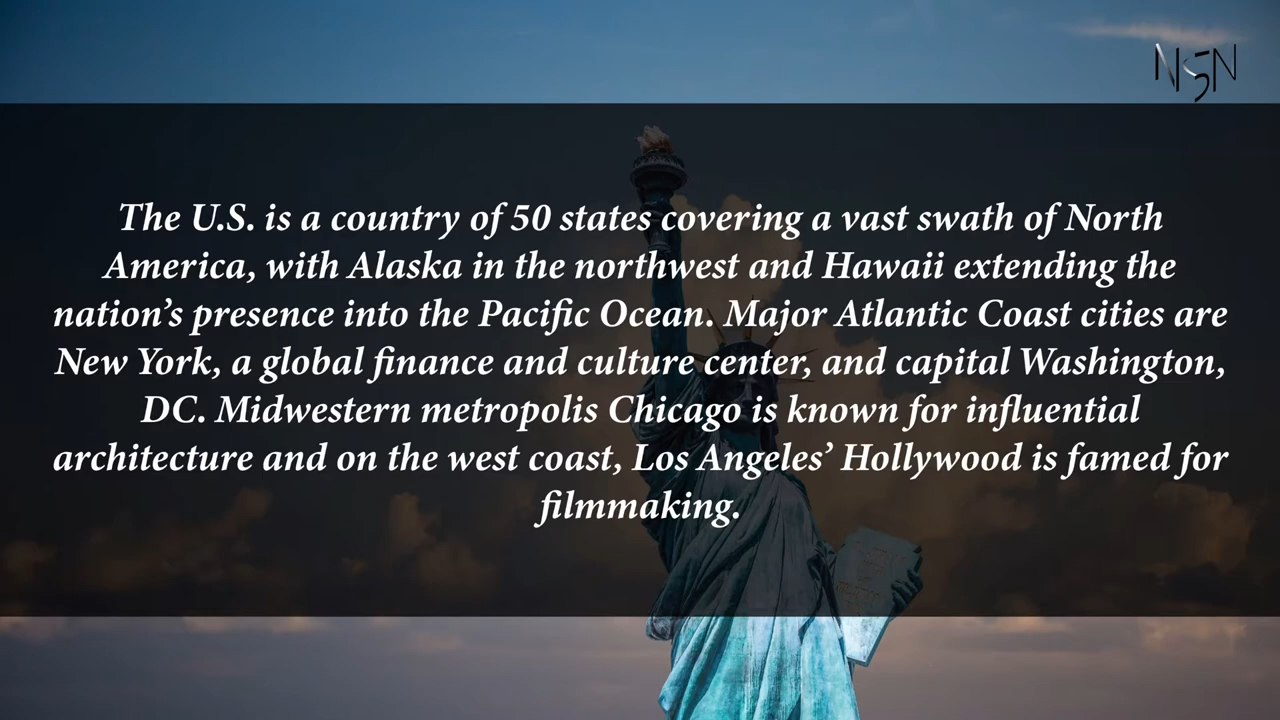 NSN
The U.S. is a country of 50 states covering a vast swath of North
America, with Alaska in the northwest and Hawaii extending the
nation’s presence into the Pacific Ocean. Major Atlantic Coast cities are
New York, a global finance and culture center, and capital Washington,
DC. Midwestern metropolis Chicago is known for influential
architecture and on the west coast, Los Angeles’ Hollywood is famed for
filmmaking.